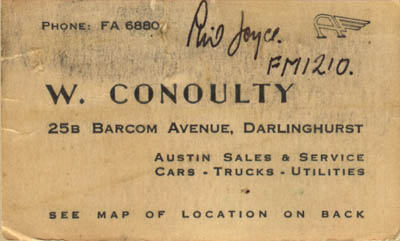 PHONE: FA 6880
Phil Joyce.
FM1210.
W. CONOULTY
25B BARCOM AVENUE, DARLINGHURST
AUSTIN SALES & SERVICE
CARS - TRUCKS - UTILITIES
SEE MAP OF LOCATION ON BACK